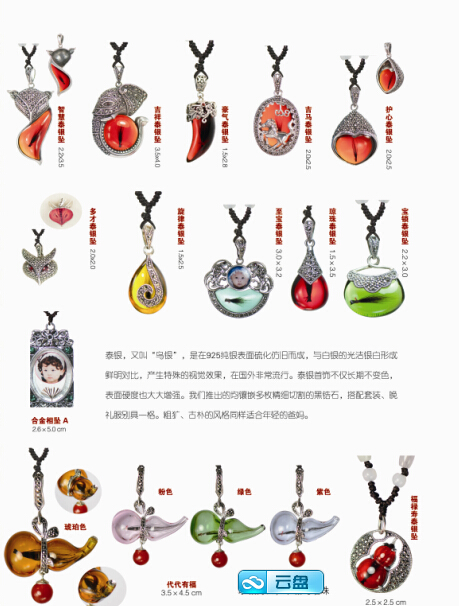 智慧泰银坠
2.2x3.5
吉祥泰银坠
3.5x4.0
豪气泰银坠
1.5x2.8
吉马泰银坠
2.0x2.5
护心泰银坠
2.0x2.5
多才泰银坠
2.0x2.0
旋律泰银坠
1.5x2.5
至宝泰银坠
3.0×3.2
琼珠泰银坠
1.5×3.5
宝银泰银坠
2.2×3.0
合金相坠 A
2.6×5.0 cm
泰银，又叫“乌银”，是在925纯银表面硫化仿旧而成，与白银的光洁银白形成
鲜明对比，产生特殊的视觉效果，在国外非常流行。泰银首饰不仅长期不变色，
表面硬度也大大增强。我们推出的均镶嵌多枚精细切割的黑锆石，搭配套装、晚
礼服别具一格。粗犷、古朴的风格同样适合年轻的爸妈。
琥珀色
粉色
绿色
紫色
福禄寿泰银坠
代代有福
3.5×4.5 cm
云盘
珠
2.5×2.5 cm